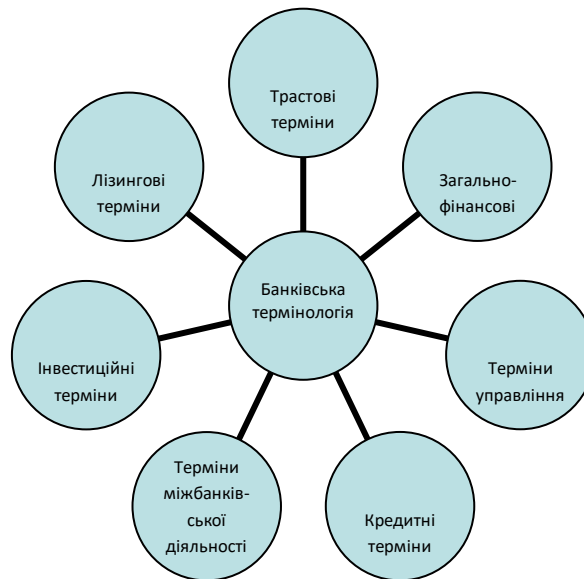 Трастові
терміни
Лізингові
терміни
Загально-
фінансові
Банківська
термінологія
Інвестиційні
терміни
Терміни
управління
Терміни
міжбанків-
ської
діяльності
Кредитні
терміни